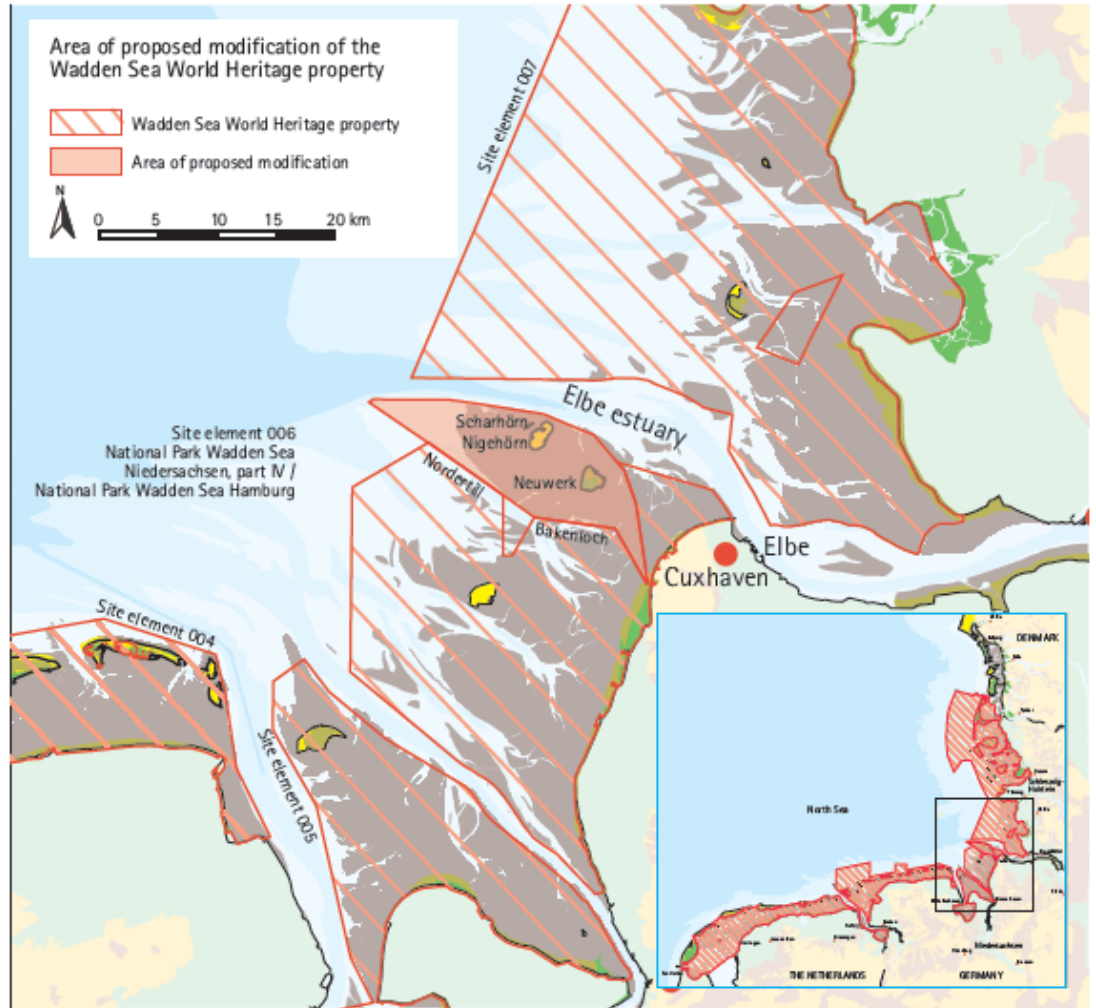 Area of proposed modification of the
Wadden Sea World Heritage property
Wadden Sea World Heritage property
Area of proposed modification
N
0 5 10 15 20 km
Site element 007
Elbe estuary
Scharhörn
Nigehörn
Neuwerk
Site element 006
National Park Wadden Sea
Niedersachsen, part IV /
National Park Wadden Sea Hamburg
Nordertill
Bakenloch
Elbe
Cuxhaven
Site element 004
Site element 005
DENMARK
Schleswig-
Holstein
North Sea
Niedersachsen
THE NETHERLANDS
GERMANY